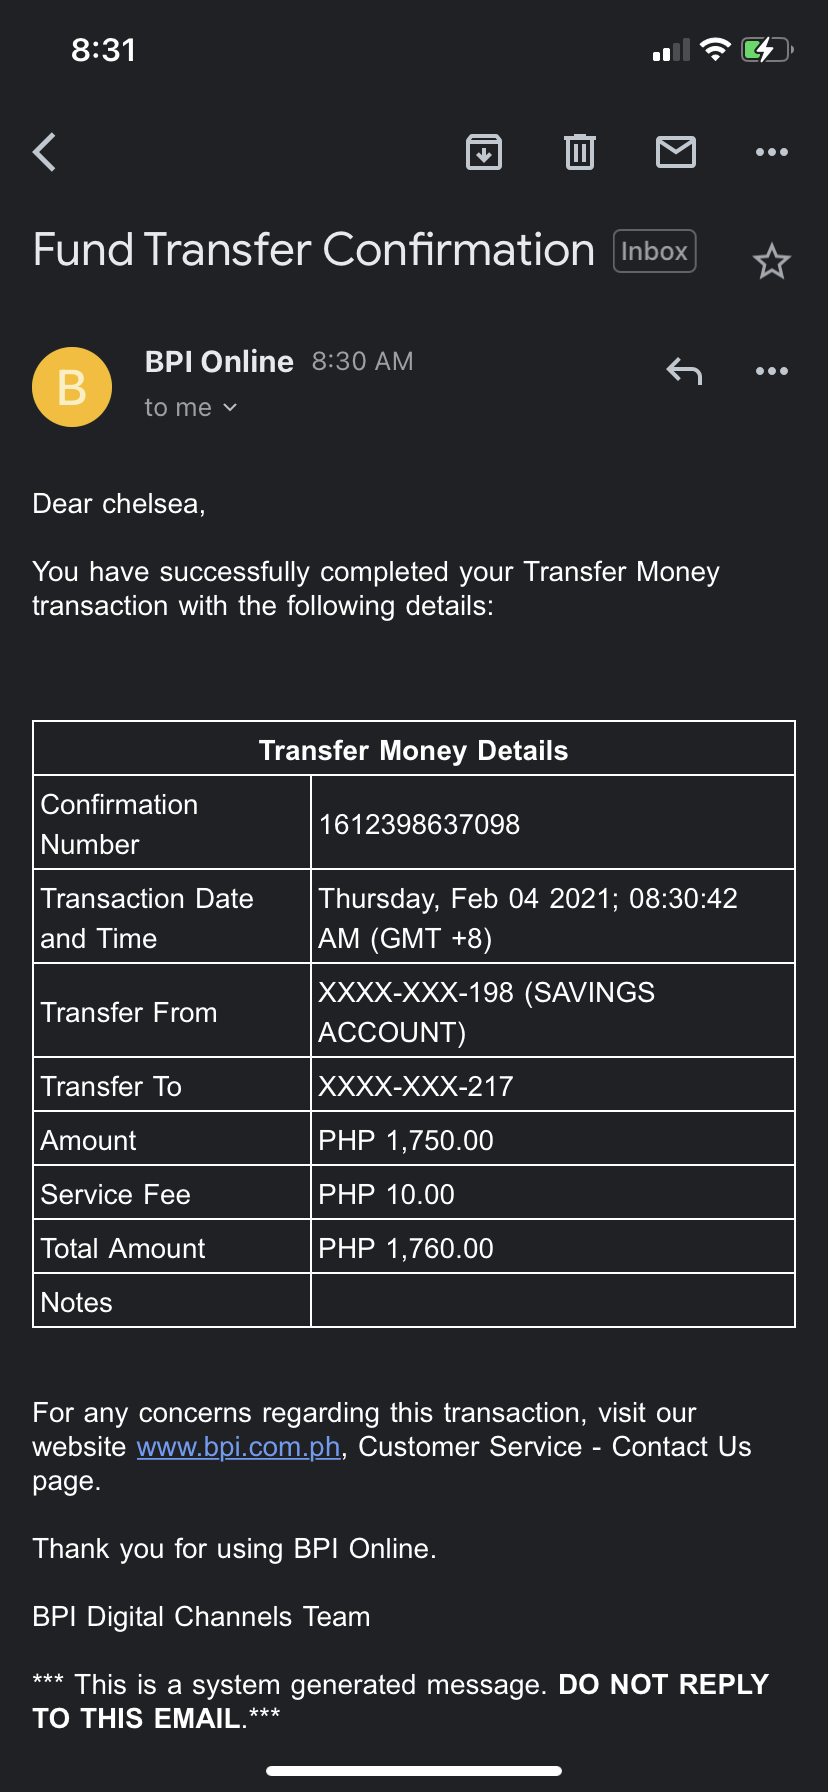 8:31
Fund Transfer Confirmation Inbox
B
BPI Online 8:30 AM
to me
Dear chelsea,
You have successfully completed your Transfer Money
transaction with the following details:
Transfer Money Details
Confirmation
Number
1612398637098
Transaction Date
and Time
Thursday, Feb 04 2021; 08:30:42
AM (GMT +8)
Transfer From
XXXX-XXX-198 (SAVINGS
ACCOUNT)
Transfer To
XXXX-XXX-217
Amount
PHP 1,750.00
Service Fee
PHP 10.00
Total Amount
PHP 1,760.00
Notes
For any concerns regarding this transaction, visit our
website www.bpi.com.ph, Customer Service - Contact Us
page.
Thank you for using BPI Online.
BPI Digital Channels Team
*** This is a system generated message. DO NOT REPLY
TO THIS EMAIL.***